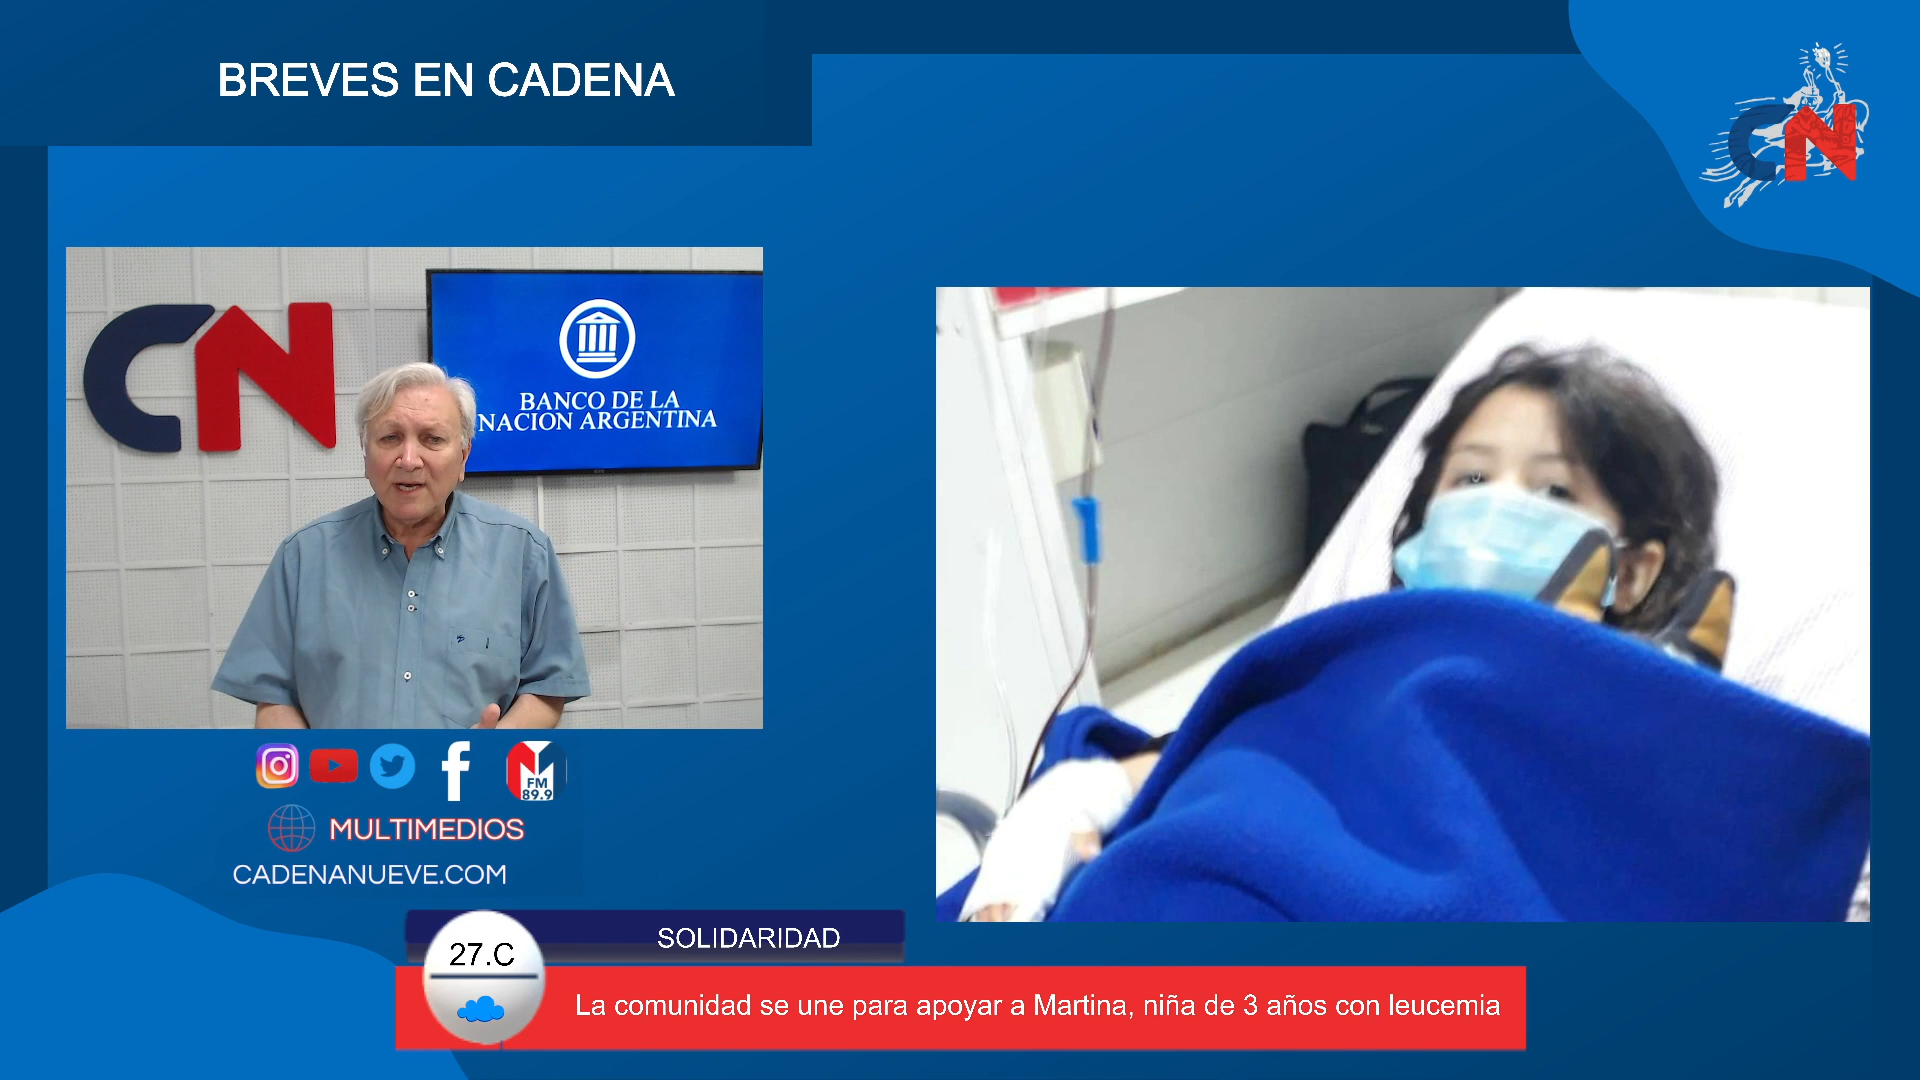 BREVES EN CADENA
CN
CN
BANCO DE LA
NACION ARGENTINA
FM
89.9
MULTIMEDIOS
CADENANUEVE.COM
SOLIDARIDAD
27.C
La comunidad se une para apoyar a Martina, niña de 3 años con leucemia